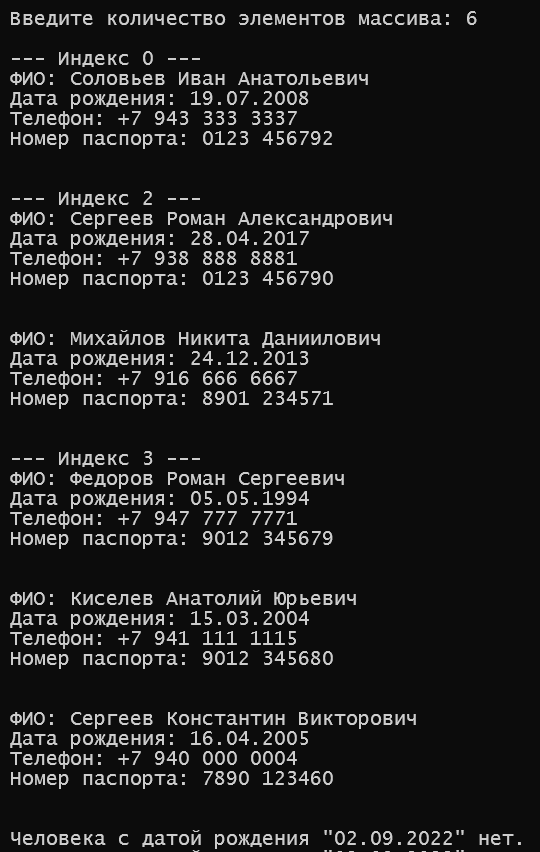 Введите количество элементов массива: 6
--- Индекс 0 ---
ФИО: Соловьев Иван Анатольевич
Дата рождения: 19.07.2008
Телефон: +7 943 333 3337
Номер паспорта: 0123 456792
--- Индекс 2 ---
ФИО: Сергеев Роман Александрович
Дата рождения: 28.04.2017
Телефон: +7 938 888 8881
Номер паспорта: 0123 456790
ФИО: Михайлов Никита Даниилович
Дата рождения: 24.12.2013
Телефон: +7 916 666 6667
Номер паспорта: 8901 234571
--- Индекс 3 ---
ФИО: Федоров Роман Сергеевич
Дата рождения: 05.05.1994
Телефон: +7 947 777 7771
Номер паспорта: 9012 345679
ФИО: Киселев Анатолий Юрьевич
Дата рождения: 15.03.2004
Телефон: +7 941 111 1115
Номер паспорта: 9012 345680
ФИО: Сергеев Константин Викторович
Дата рождения: 16.04.2005
Телефон: +7 940 000 0004
Номер паспорта: 7890 123460
Человека с датой рождения "02.09.2022" нет.